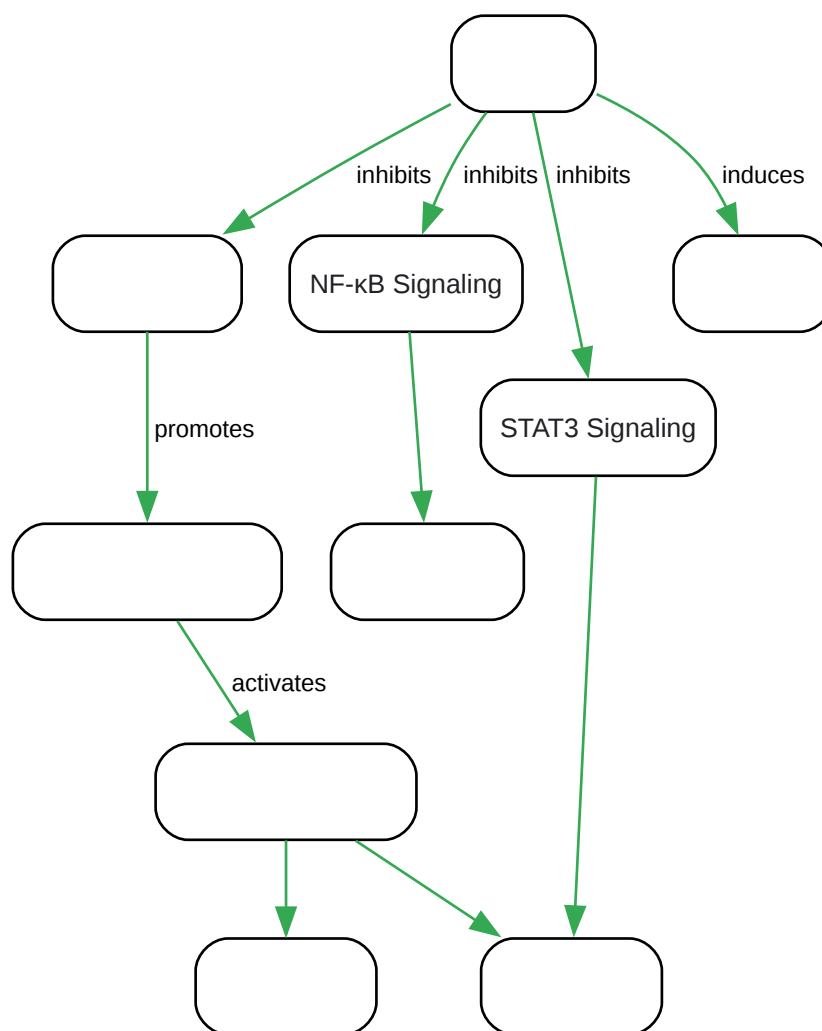 inhibits
inhibits
inhibits
induces
NF-κB Signaling
STAT3 Signaling
promotes
activates